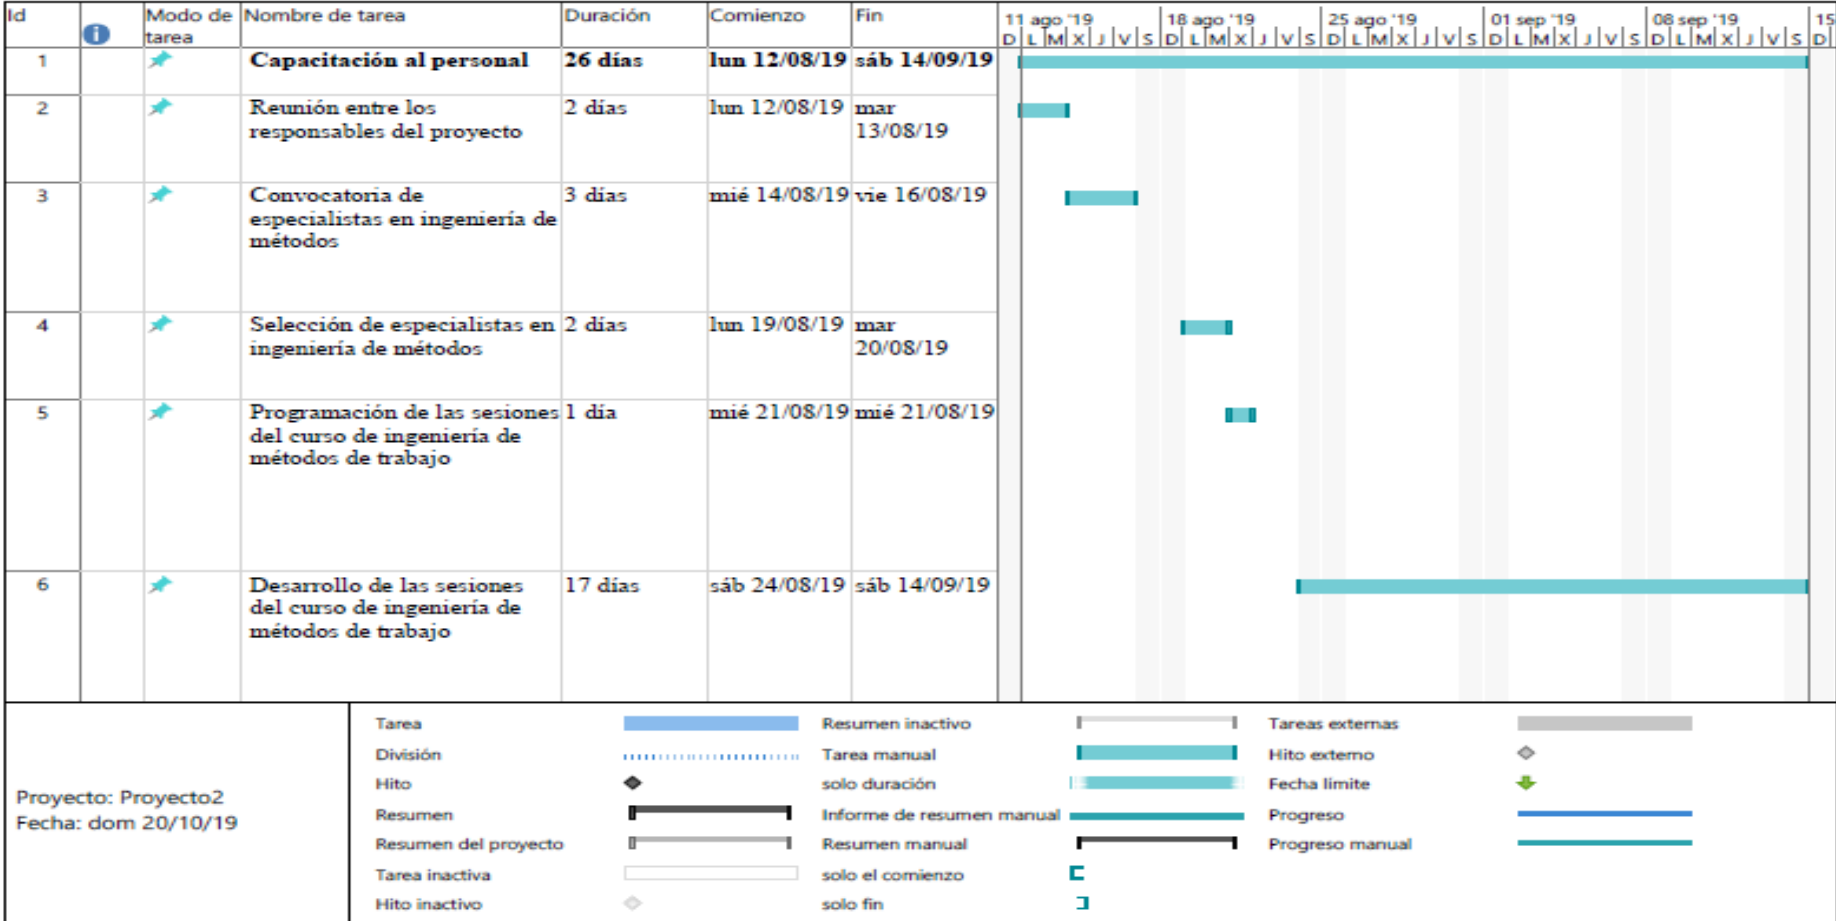 Id
Modo de tarea
Nombre de tarea
Duración
Comienzo
Fin
11 ago '19
18 ago '19
25 ago '19
01 sep '19
08 sep '19
15
D L M X J V S D L M X J V S D L M X J V S D L M X J V S D L M X J V S D
1
Capacitación al personal
26 días
lun 12/08/19
sáb 14/09/19
2
Reunión entre los
responsables del proyecto
2 días
lun 12/08/19
mar
13/08/19
3
Convocatoria de
especialistas en ingeniería de
métodos
3 días
mié 14/08/19
vie 16/08/19
4
Selección de especialistas en
ingeniería de métodos
2 días
lun 19/08/19
mar
20/08/19
5
Programación de las sesiones
del curso de ingeniería de
métodos de trabajo
1 día
mié 21/08/19
mié 21/08/19
6
Desarrollo de las sesiones
del curso de ingeniería de
métodos de trabajo
17 días
sáb 24/08/19
sáb 14/09/19
Proyecto: Proyecto2
Fecha: dom 20/10/19
Tarea
División
Hito
Resumen
Resumen del proyecto
Tarea inactiva
Hito inactivo
Resumen inactivo
Tarea manual
solo duración
Informe de resumen manual
Resumen manual
solo el comienzo
solo fin
Tareas externas
Hito externo
Fecha límite
Progreso
Progreso manual